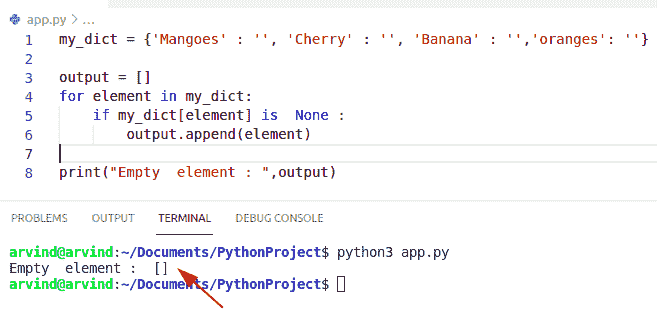 app.py > ...
1 my_dict = {'Mangoes' : '', 'Cherry' : '', 'Banana' : '','oranges': ''}
2
3 output = []
4 for element in my_dict:
5     if my_dict[element] is  None :
6         output.append(element)
7
8 print("Empty  element : ",output)
PROBLEMS OUTPUT TERMINAL DEBUG CONSOLE
arvind@arvind:~/Documents/PythonProject$ python3 app.py
Empty  element :  []
arvind@arvind:~/Documents/PythonProject$